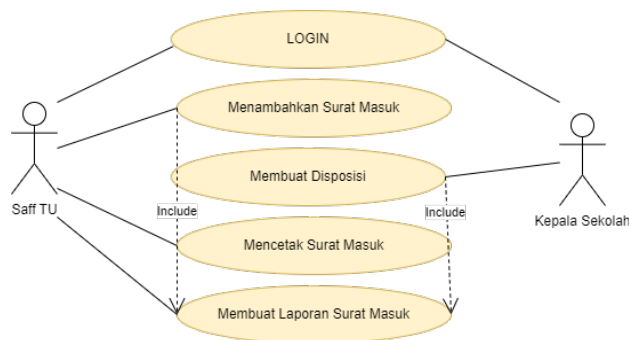 LOGIN
Menambahkan Surat Masuk
Membuat Disposisi
Saff TU
Include
Include
Kepala Sekolah
Mencetak Surat Masuk
Membuat Laporan Surat Masuk